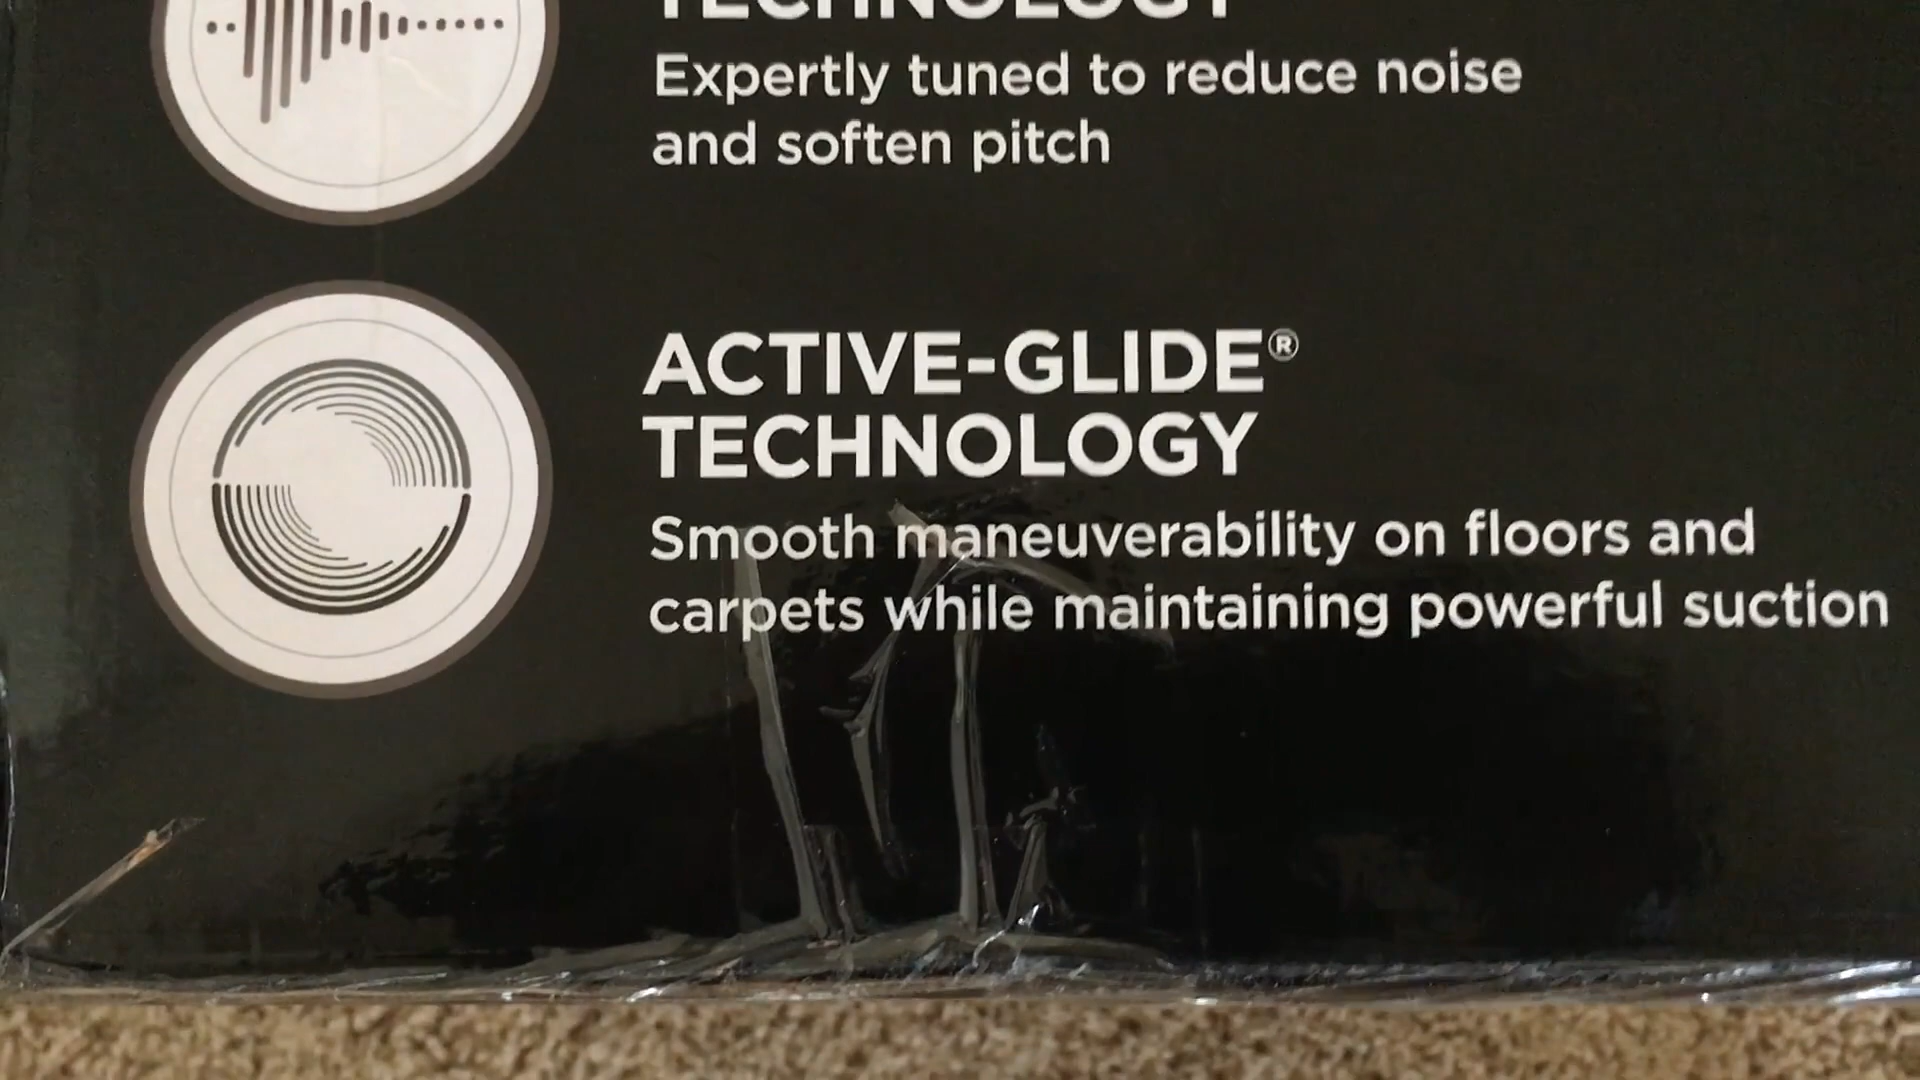 TECHNOLOGY
Expertly tuned to reduce noise
and soften pitch
ACTIVE-GLIDE®
TECHNOLOGY
Smooth maneuverability on floors and
carpets while maintaining powerful suction